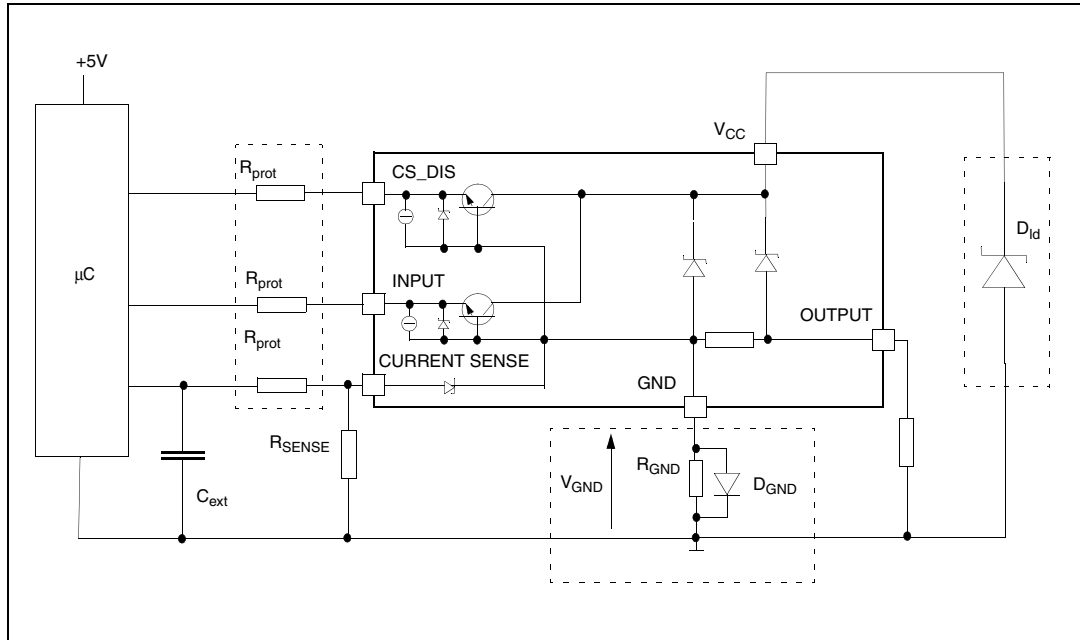 +5V
V_CC
R_prot
CS_DIS
D_ld
µC
R_prot
INPUT
OUTPUT
R_prot
CURRENT SENSE
GND
R_SENSE
R_GND
V_GND
D_GND
C_ext